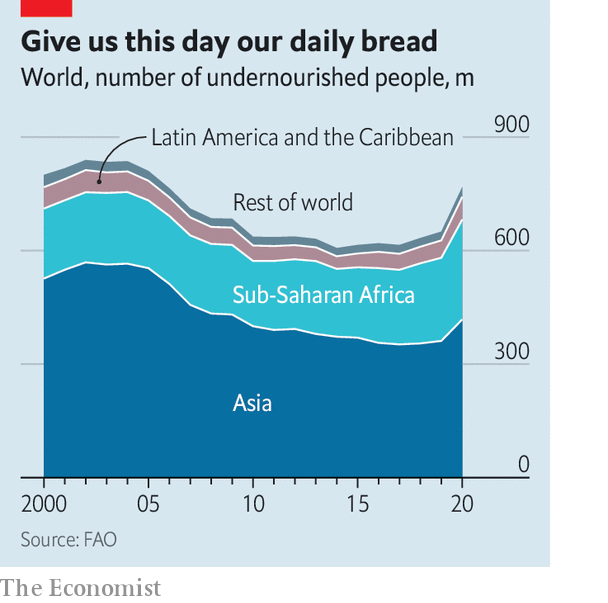 Give us this day our daily bread
World, number of undernourished people, m
900
Latin America and the Caribbean
Rest of world
600
Sub-Saharan Africa
300
Asia
0
2000 05 10 15 20
Source: FAO
The Economist